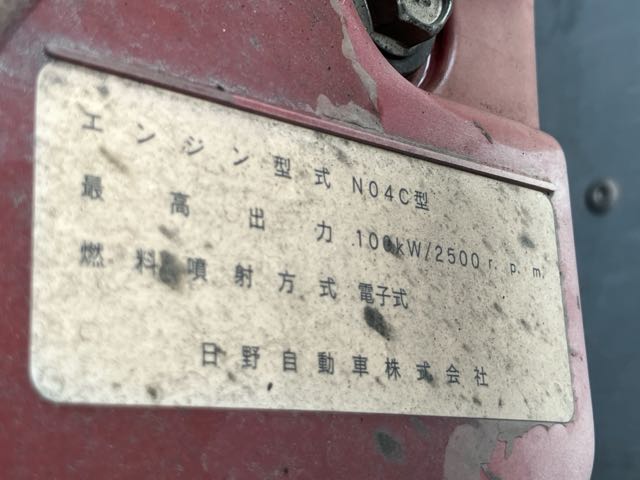 エンジン型式 N04C型
最高出力 100kW/2500r.p.m.
燃料噴射方式 電子式
日野自動車株式会社